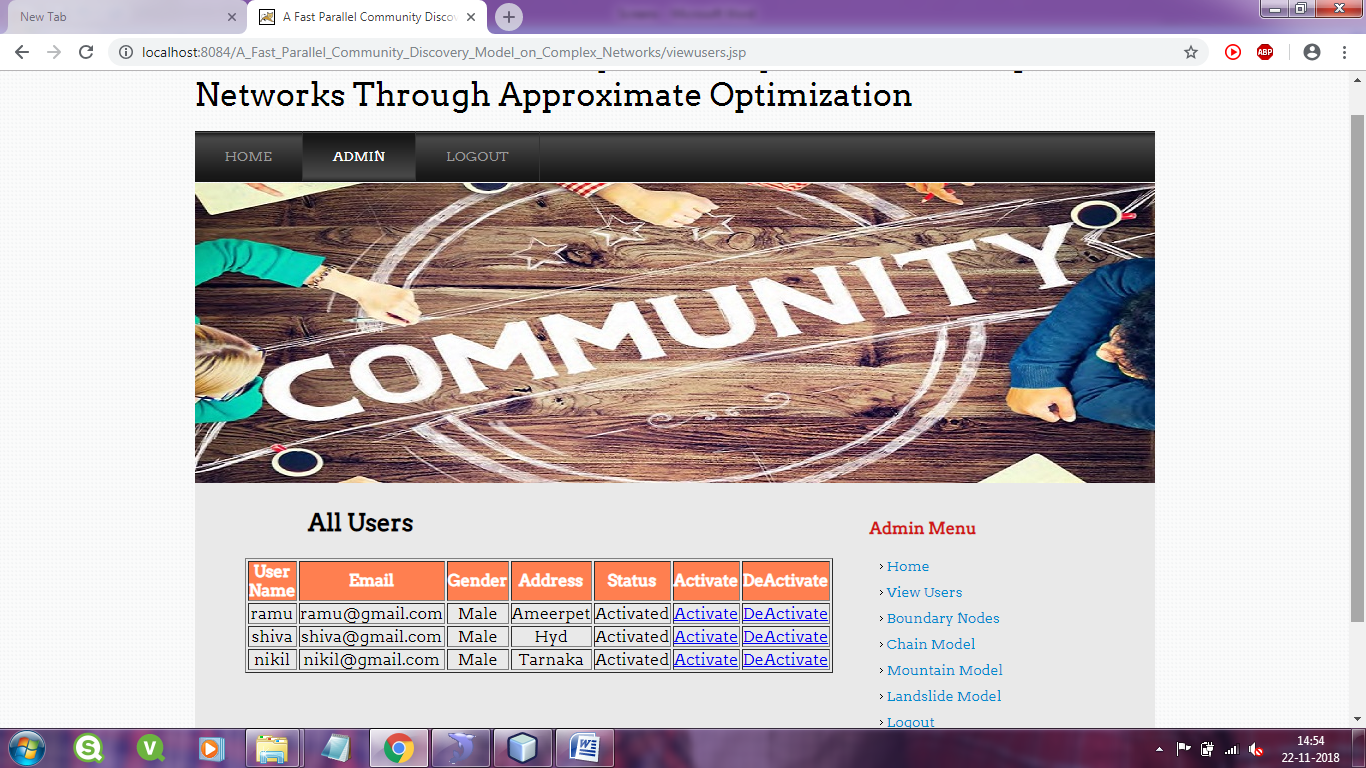 New Tab
A Fast Parallel Community Disco
localhost:8084/A_Fast_Parallel_Community_Discovery_Model_on_Complex_Networks/viewusers.jsp
ABP
Networks Through Approximate Optimization
HOME ADMIN LOGOUT
COMMUNITY
All Users
Admin Menu
User Name Email Gender Address Status Activate DeActivate
ramu ramu@gmail.com Male Ameerpet Activated Activate DeActivate
shiva shiva@gmail.com Male Hyd Activated Activate DeActivate
nikil nikil@gmail.com Male Tarnaka Activated Activate DeActivate
Home
View Users
Boundary Nodes
Chain Model
Mountain Model
Landslide Model
Logout
14:54
22-11-2018